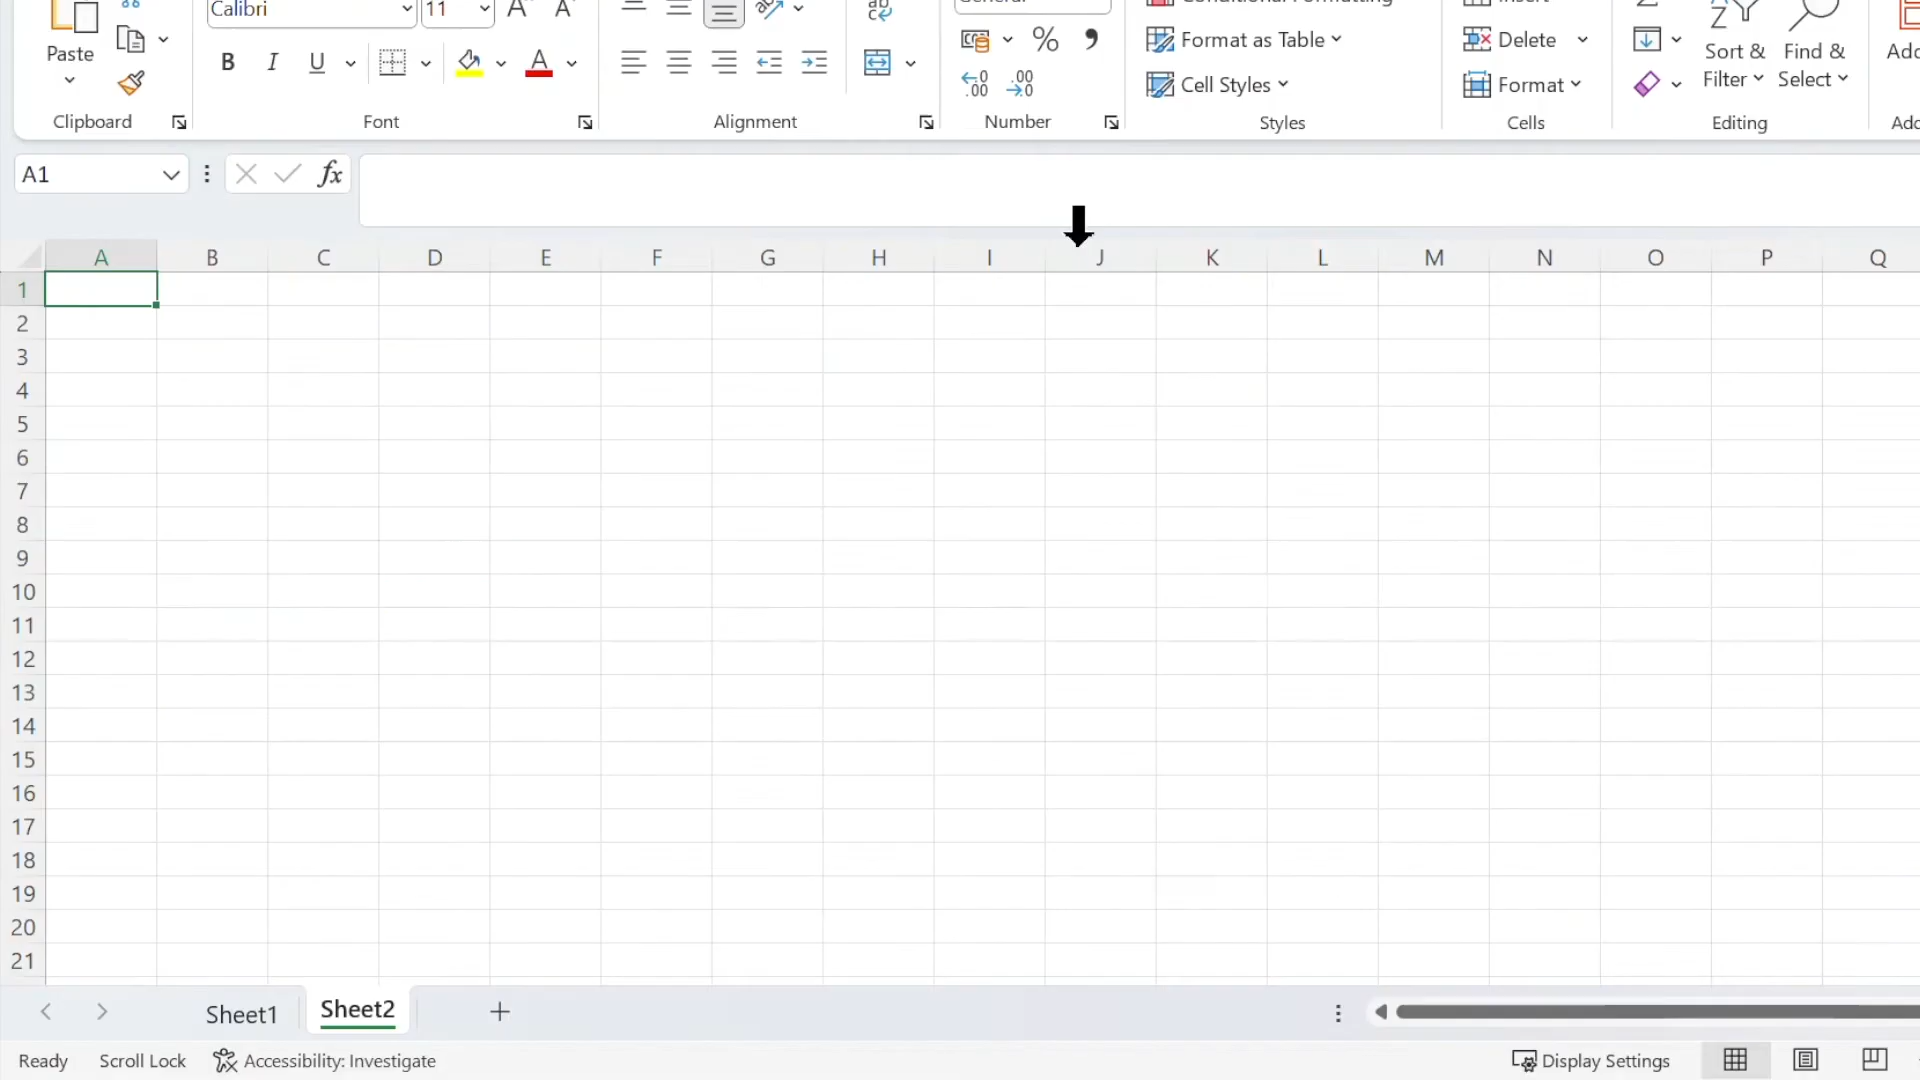 Calibri 11
Paste
Format as Table
Delete
Sort & Filter
Find & Select
Cell Styles
Format
Clipboard
Font
Alignment
Number
Styles
Cells
Editing
A1
fx
A B C D E F G H I J K L M N O P Q
1
2
3
4
5
6
7
8
9
10
11
12
13
14
15
16
17
18
19
20
21
Sheet1 Sheet2
Ready Scroll Lock Accessibility: Investigate Display Settings